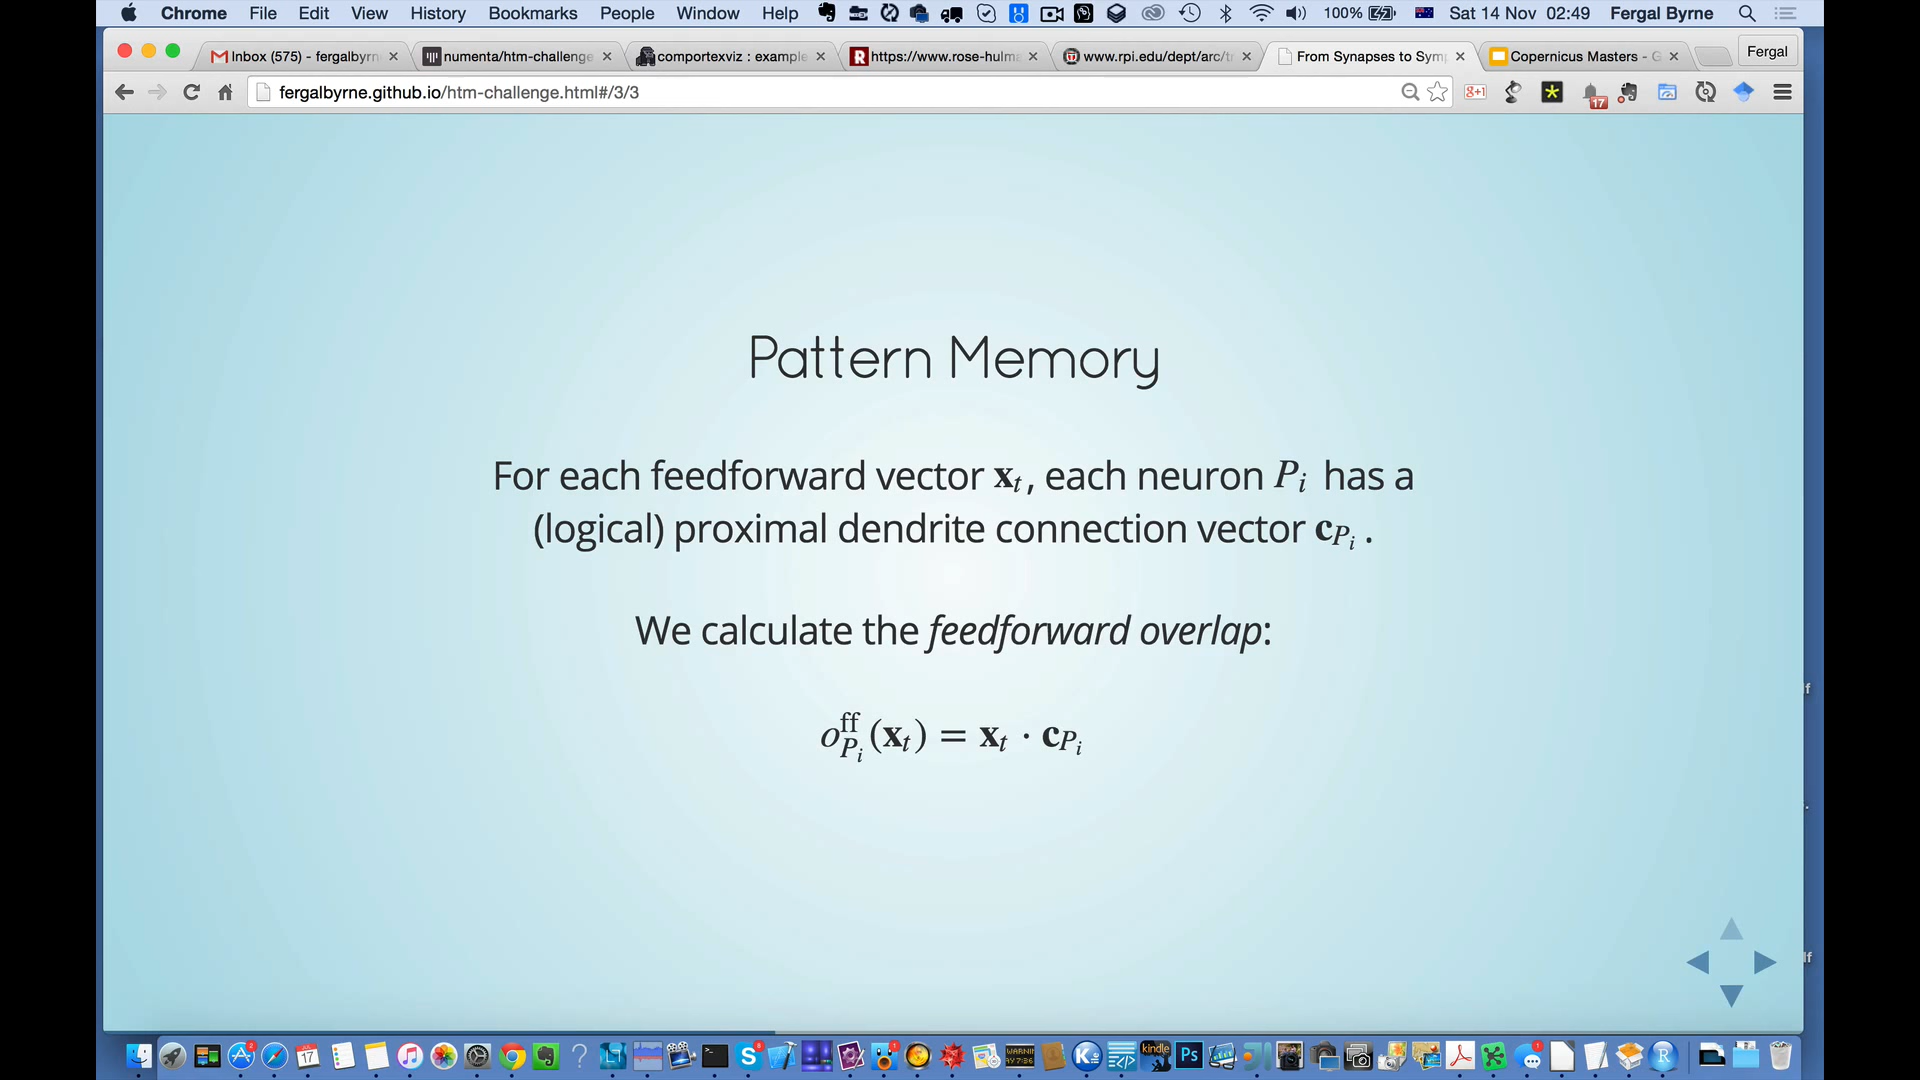 Chrome File Edit View History Bookmarks People Window Help 100% Sat 14 Nov 02:49 Fergal Byrne
Inbox (575) - fergalbyrn numenta/htm-challenge comportexviz : example https://www.rose-hulma www.rpi.edu/dept/arc/tr From Synapses to Symp Copernicus Masters - G Fergal
fergalbyrne.github.io/htm-challenge.html#/3/3
17
Pattern Memory
For each feedforward vector x_t, each neuron P_i has a
(logical) proximal dendrite connection vector c_{P_i}.
We calculate the feedforward overlap:
o^{ff}_{P_i}(x_t) = x_t · c_{P_i}